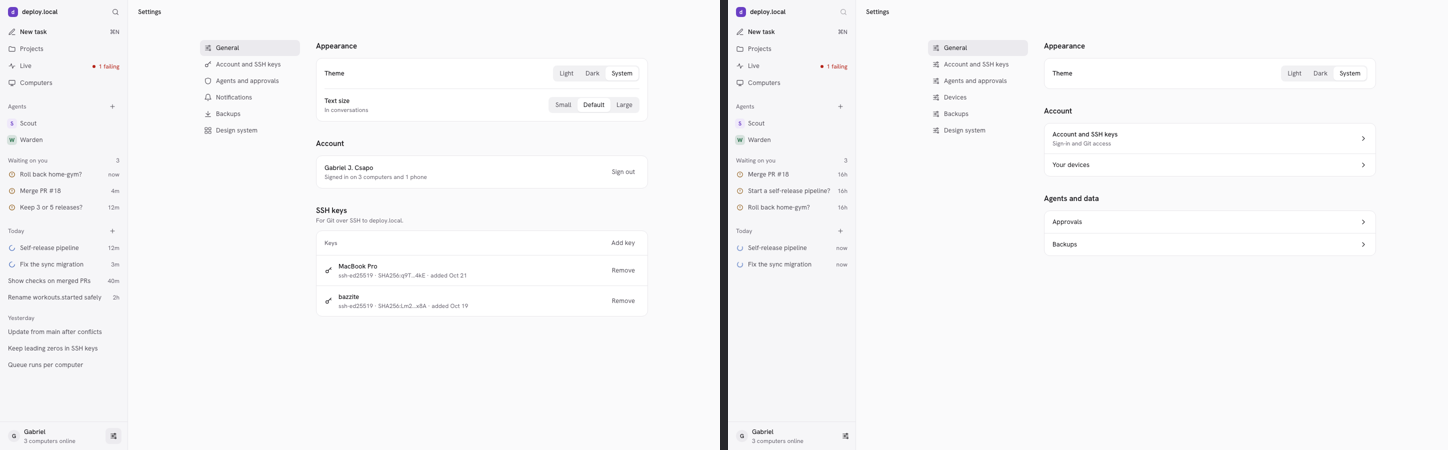 d deploy.local
New task ⌘N
Projects
Live 1 failing
Computers
Agents +
S Scout
W Warden
Waiting on you 3
Roll back home-gym? now
Merge PR #18 4m
Keep 3 or 5 releases? 12m
Today +
Self-release pipeline 12m
Fix the sync migration 3m
Show checks on merged PRs 40m
Rename workouts.started safely 2h
Yesterday
Update from main after conflicts
Keep leading zeros in SSH keys
Queue runs per computer
G Gabriel
3 computers online
Settings
General
Account and SSH keys
Agents and approvals
Notifications
Backups
Design system
Appearance
Theme Light Dark System
Text size
In conversations
Small Default Large
Account
Gabriel J. Csapo
Signed in on 3 computers and 1 phone
Sign out
SSH keys
For Git over SSH to deploy.local.
Keys Add key
MacBook Pro
ssh-ed25519 · SHA256:q9T…4kE · added Oct 21
Remove
bazzite
ssh-ed25519 · SHA256:Lm2…x8A · added Oct 19
Remove
d deploy.local
New task ⌘N
Projects
Live 1 failing
Computers
Agents
S Scout
W Warden
Waiting on you 3
Merge PR #18 16h
Start a self-release pipeline? 16h
Roll back home-gym? 16h
Today +
Self-release pipeline now
Fix the sync migration now
G Gabriel
3 computers online
Settings
General
Account and SSH keys
Agents and approvals
Devices
Backups
Design system
Appearance
Theme Light Dark System
Account
Account and SSH keys
Sign-in and Git access
Your devices
Agents and data
Approvals
Backups